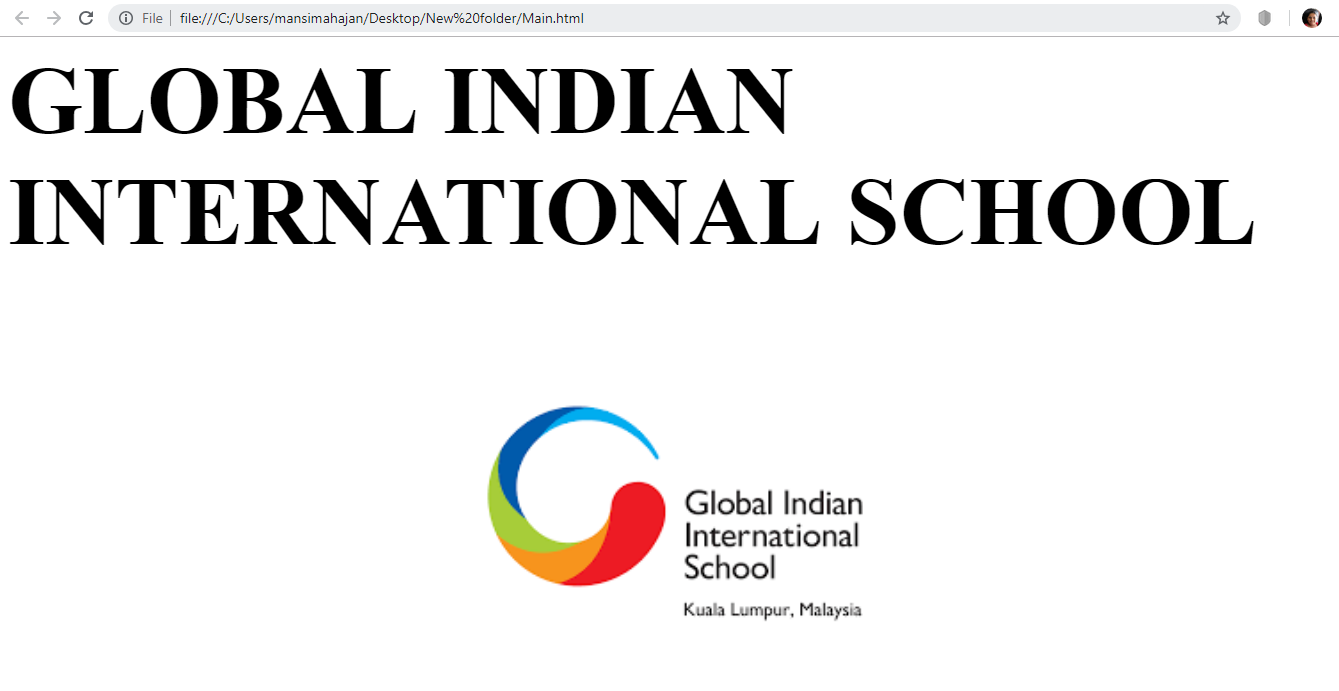 File
file:///C:/Users/mansimahajan/Desktop/New%20folder/Main.html
GLOBAL INDIAN
INTERNATIONAL SCHOOL
Global Indian
International
School
Kuala Lumpur, Malaysia